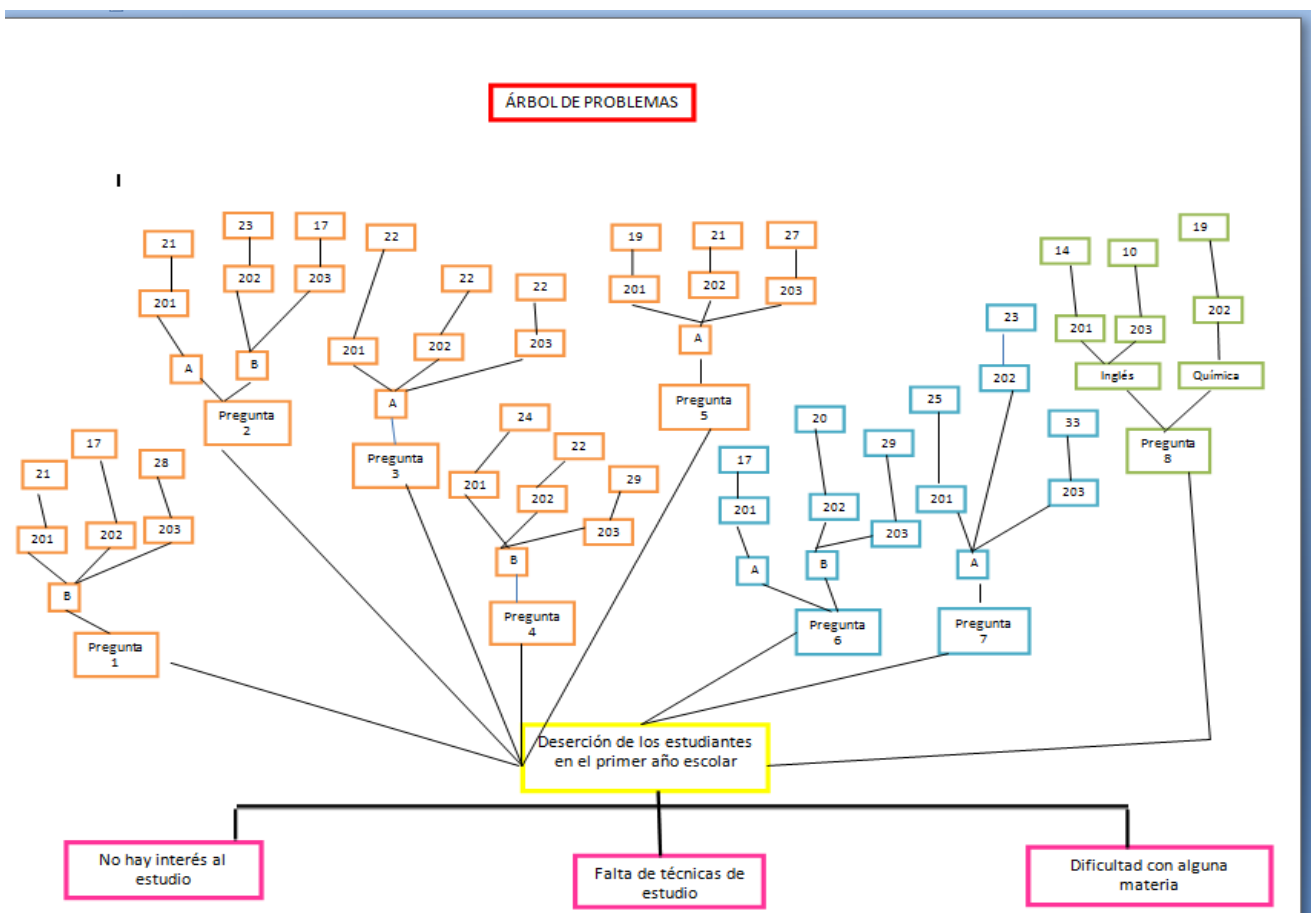 ÁRBOL DE PROBLEMAS
21
17
28
201
202
203
B
Pregunta
1
21
23
17
201
202
203
A
B
Pregunta
2
22
22
22
201
202
203
A
Pregunta
3
24
22
29
201
202
203
B
Pregunta
4
19
21
27
201
202
203
A
Pregunta
5
17
20
29
201
202
203
A
B
Pregunta
6
25
23
33
201
202
203
A
Pregunta
7
14
10
19
201
203
202
Inglés
Química
Pregunta
8
Deserción de los estudiantes
en el primer año escolar
No hay interés al
estudio
Falta de técnicas de
estudio
Dificultad con alguna
materia